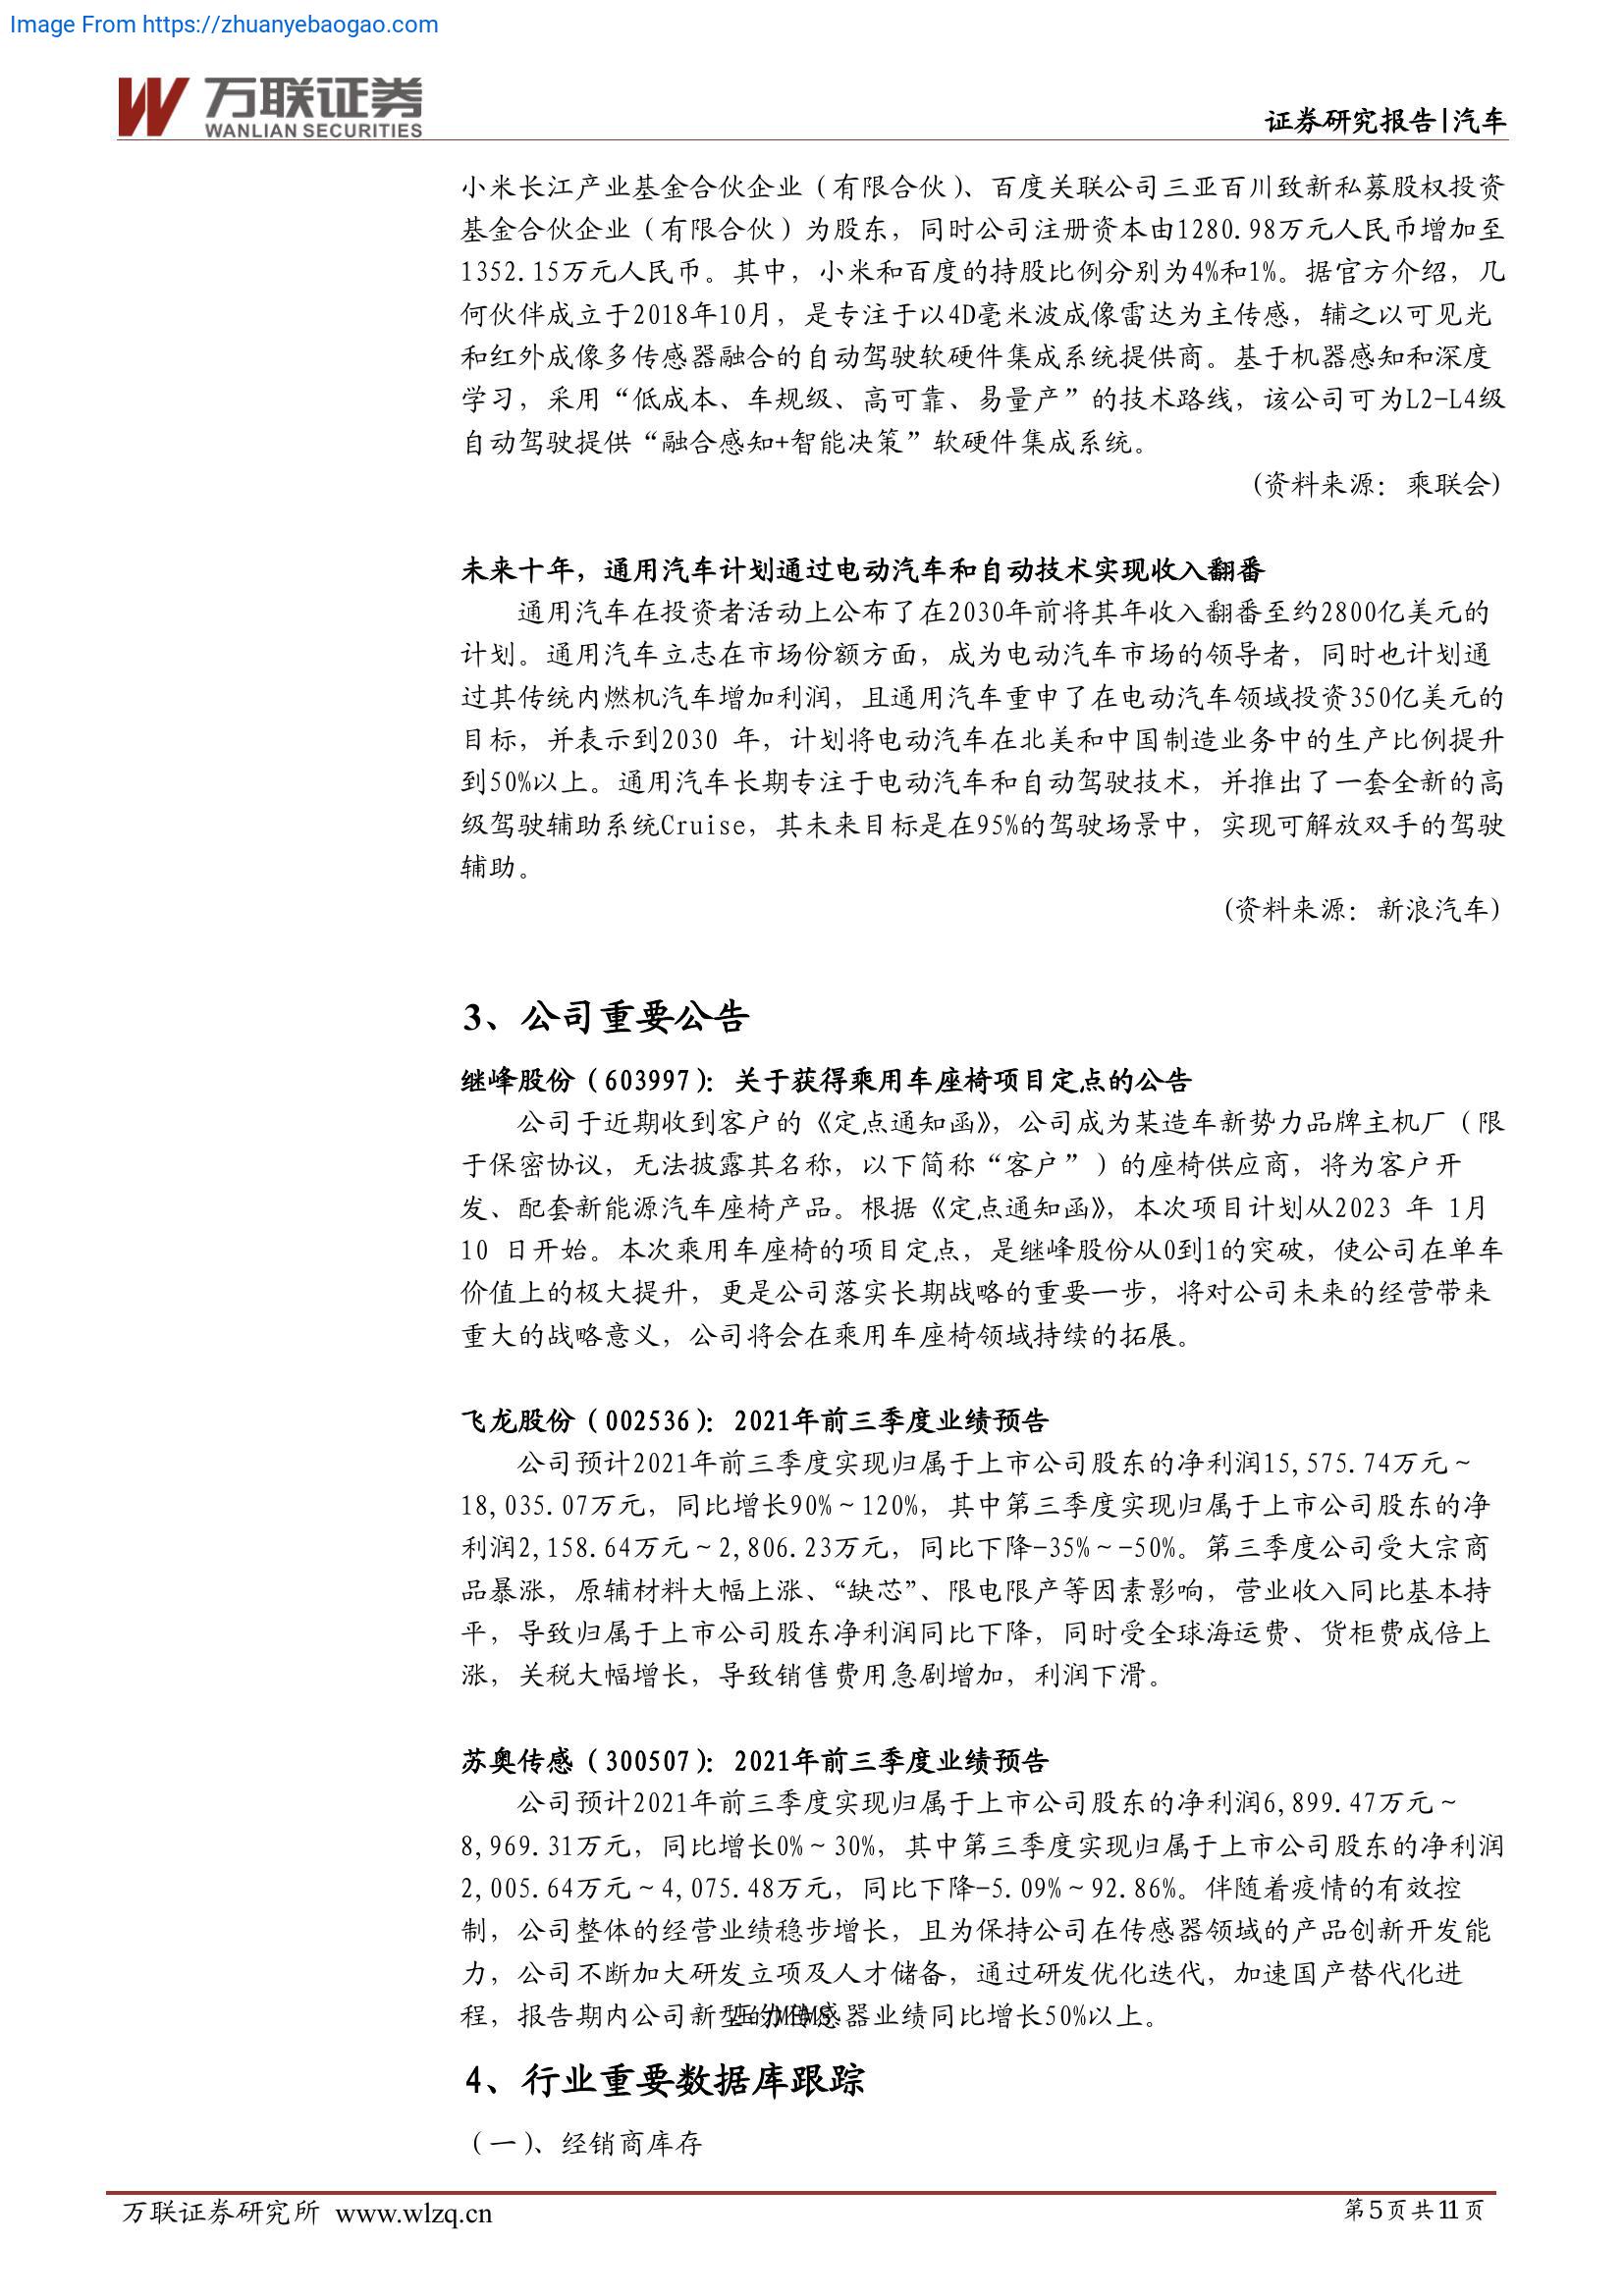 Image From https://zhuanyebaogao.com
万联证券
WANLIAN SECURITIES
证券研究报告|汽车
小米长江产业基金合伙企业（有限合伙）、百度关联公司三亚百川致新私募股权投资
基金合伙企业（有限合伙）为股东，同时公司注册资本由1280.98万元人民币增加至
1352.15万元人民币。其中，小米和百度的持股比例分别为4%和1%。据官方介绍，几
何伙伴成立于2018年10月，是专注于以4D毫米波成像雷达为主传感，辅之以可见光
和红外成像多传感器融合的自动驾驶软硬件集成系统提供商。基于机器感知和深度
学习，采用“低成本、车规级、高可靠、易量产”的技术路线，该公司可为L2-L4级
自动驾驶提供“融合感知+智能决策”软硬件集成系统。
(资料来源：乘联会)
未来十年，通用汽车计划通过电动汽车和自动技术实现收入翻番
通用汽车在投资者活动上公布了在2030年前将其年收入翻番至约2800亿美元的
计划。通用汽车立志在市场份额方面，成为电动汽车市场的领导者，同时也计划通
过其传统内燃机汽车增加利润，且通用汽车重申了在电动汽车领域投资350亿美元的
目标，并表示到2030 年，计划将电动汽车在北美和中国制造业务中的生产比例提升
到50%以上。通用汽车长期专注于电动汽车和自动驾驶技术，并推出了一套全新的高
级驾驶辅助系统Cruise，其未来目标是在95%的驾驶场景中，实现可解放双手的驾驶
辅助。
(资料来源：新浪汽车)
3、公司重要公告
继峰股份（603997）：关于获得乘用车座椅项目定点的公告
公司于近期收到客户的《定点通知函》，公司成为某造车新势力品牌主机厂（限
于保密协议，无法披露其名称，以下简称“客户”）的座椅供应商，将为客户开
发、配套新能源汽车座椅产品。根据《定点通知函》，本次项目计划从2023 年 1月
10 日开始。本次乘用车座椅的项目定点，是继峰股份从0到1的突破，使公司在单车
价值上的极大提升，更是公司落实长期战略的重要一步，将对公司未来的经营带来
重大的战略意义，公司将会在乘用车座椅领域持续的拓展。
飞龙股份（002536）：2021年前三季度业绩预告
公司预计2021年前三季度实现归属于上市公司股东的净利润15,575.74万元～
18,035.07万元，同比增长90%～120%，其中第三季度实现归属于上市公司股东的净
利润2,158.64万元～2,806.23万元，同比下降-35%～-50%。第三季度公司受大宗商
品暴涨，原辅材料大幅上涨、“缺芯”、限电限产等因素影响，营业收入同比基本持
平，导致归属于上市公司股东净利润同比下降，同时受全球海运费、货柜费成倍上
涨，关税大幅增长，导致销售费用急剧增加，利润下滑。
苏奥传感（300507）：2021年前三季度业绩预告
公司预计2021年前三季度实现归属于上市公司股东的净利润6,899.47万元～
8,969.31万元，同比增长0%～30%，其中第三季度实现归属于上市公司股东的净利润
2,005.64万元～4,075.48万元，同比下降-5.09%～92.86%。伴随着疫情的有效控
制，公司整体的经营业绩稳步增长，且为保持公司在传感器领域的产品创新开发能
力，公司不断加大研发立项及人才储备，通过研发优化迭代，加速国产替代化进
程，报告期内公司新型的MEMS传感器业绩同比增长50%以上。
4、行业重要数据库跟踪
（一）、经销商库存
万联证券研究所 www.wlzq.cn
第5页共11页